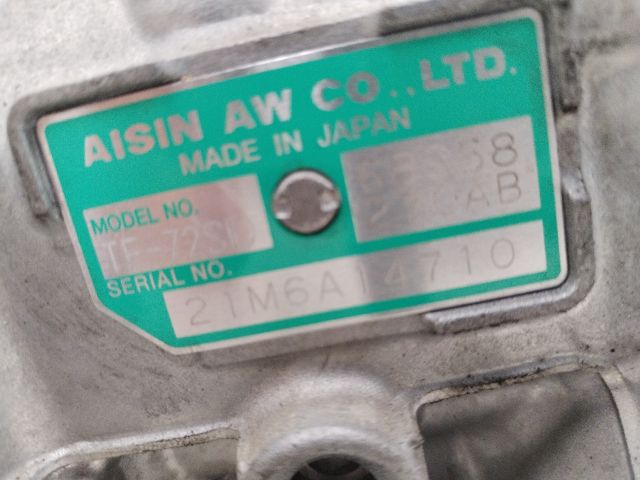 AISIN AW CO.,LTD.
MADE IN JAPAN
MODEL NO.
SERIAL NO.
21M6A14710